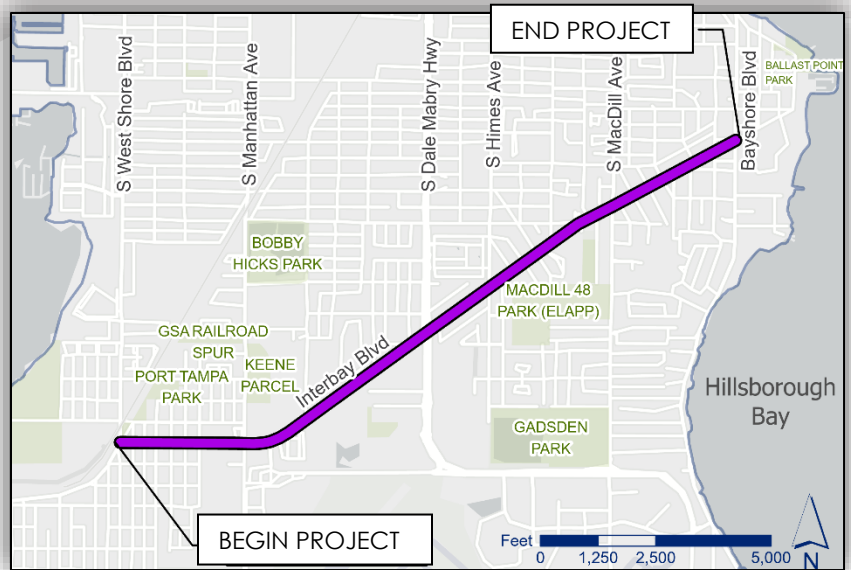 END PROJECT
S West Shore Blvd
S Manhattan Ave
S Dale Mabry Hwy
S Himes Ave
S MacDill Ave
Bayshore Blvd
BALLAST POINT
PARK
BOBBY
HICKS PARK
MACDILL 48
PARK (ELAPP)
GSA RAILROAD
SPUR
PORT TAMPA
PARK
KEENE
PARCEL
Interbay Blvd
Hillsborough
Bay
GADSDEN
PARK
BEGIN PROJECT
Feet
0 1,250 2,500 5,000
N